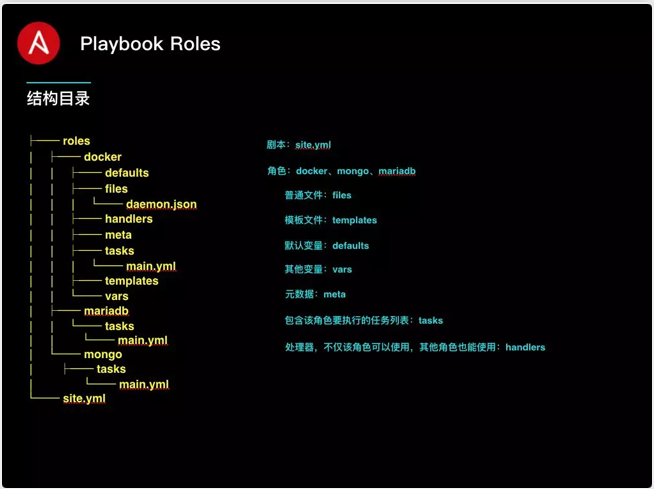 Playbook Roles
结构目录
├── roles
│ ├── docker
│ │ ├── defaults
│ │ ├── files
│ │ │ └── daemon.json
│ │ ├── handlers
│ │ ├── meta
│ │ ├── tasks
│ │ │ └── main.yml
│ │ ├── templates
│ │ └── vars
│ ├── mariadb
│ │ └── tasks
│ │ └── main.yml
│ └── mongo
│ ├── tasks
│ └── main.yml
└── site.yml
剧本：site.yml
角色：docker、mongo、mariadb
普通文件：files
模板文件：templates
默认变量：defaults
其他变量：vars
元数据：meta
包含该角色要执行的任务列表：tasks
处理器，不仅该角色可以使用，其他角色也能使用：handlers